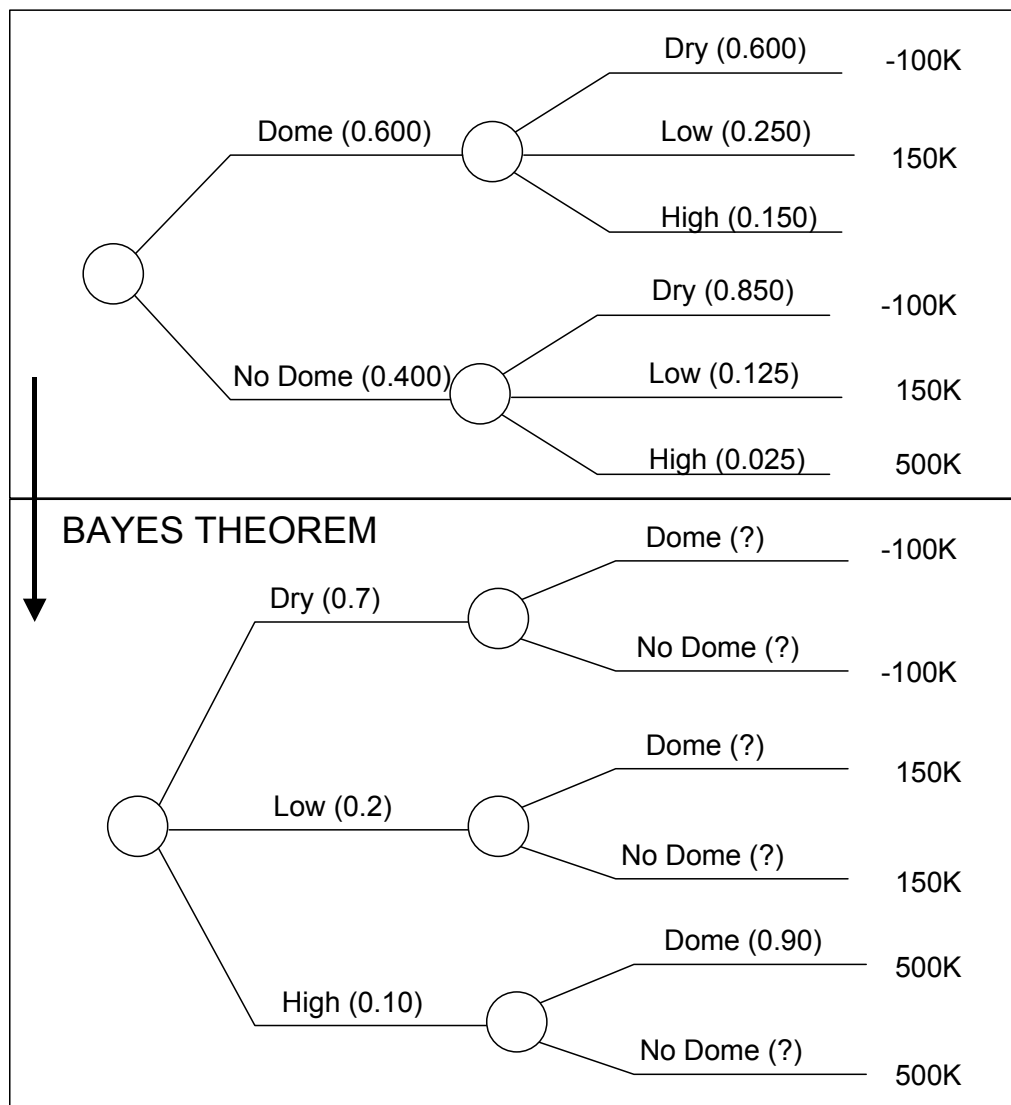 Dry (0.600) -100K
Dome (0.600)
Low (0.250) 150K
High (0.150)
Dry (0.850) -100K
No Dome (0.400)
Low (0.125) 150K
High (0.025) 500K
BAYES THEOREM
Dome (?) -100K
Dry (0.7)
No Dome (?) -100K
Dome (?) 150K
Low (0.2)
No Dome (?) 150K
Dome (0.90) 500K
High (0.10)
No Dome (?) 500K